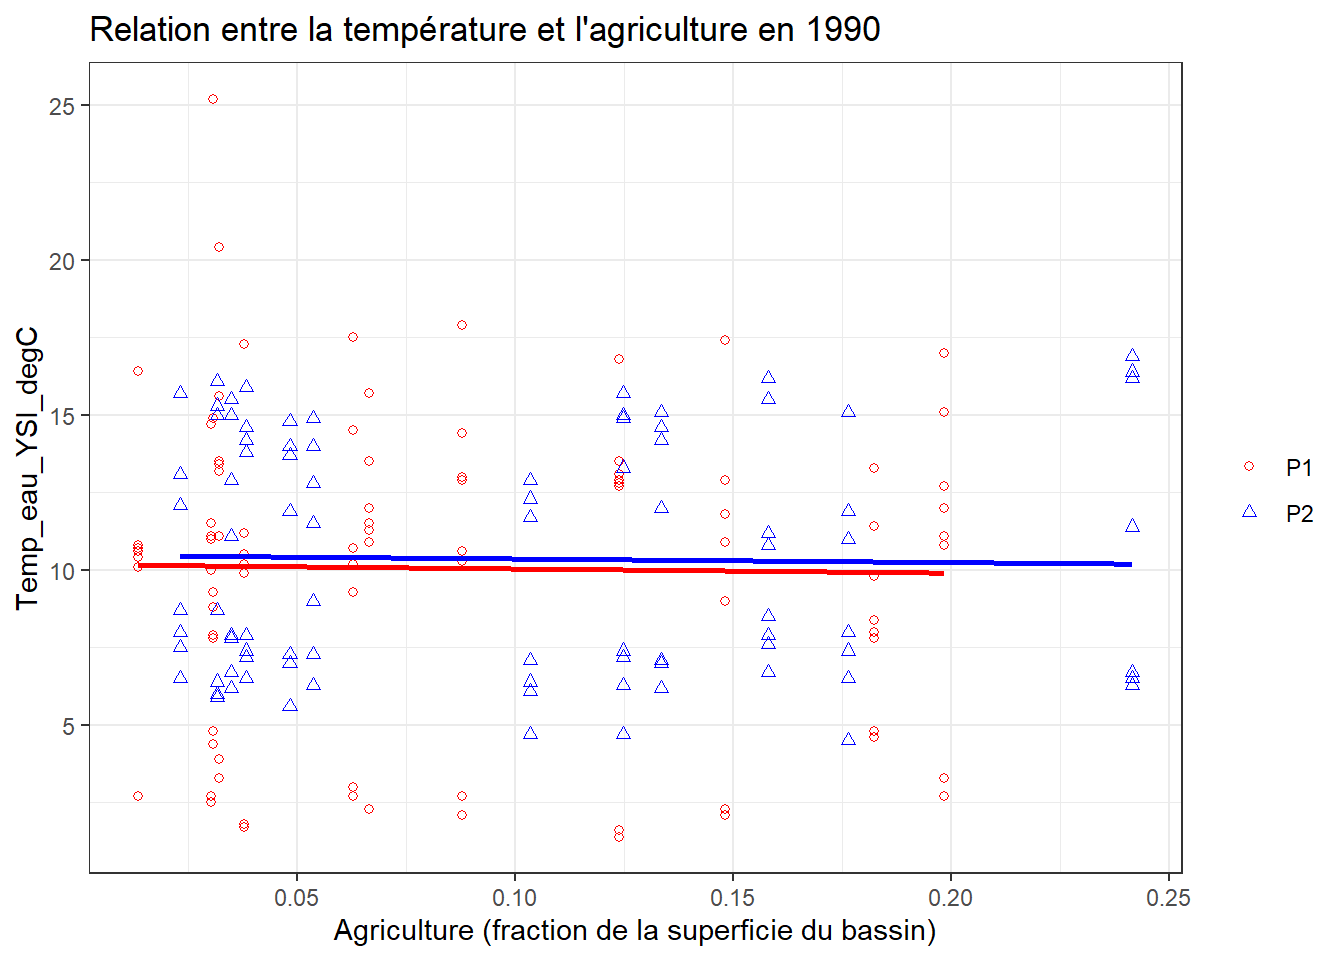 Relation entre la température et l'agriculture en 1990
Temp_eau_YSI_degC
25
20
15
10
5
0.05
0.10
0.15
0.20
0.25
Agriculture (fraction de la superficie du bassin)
P1
P2